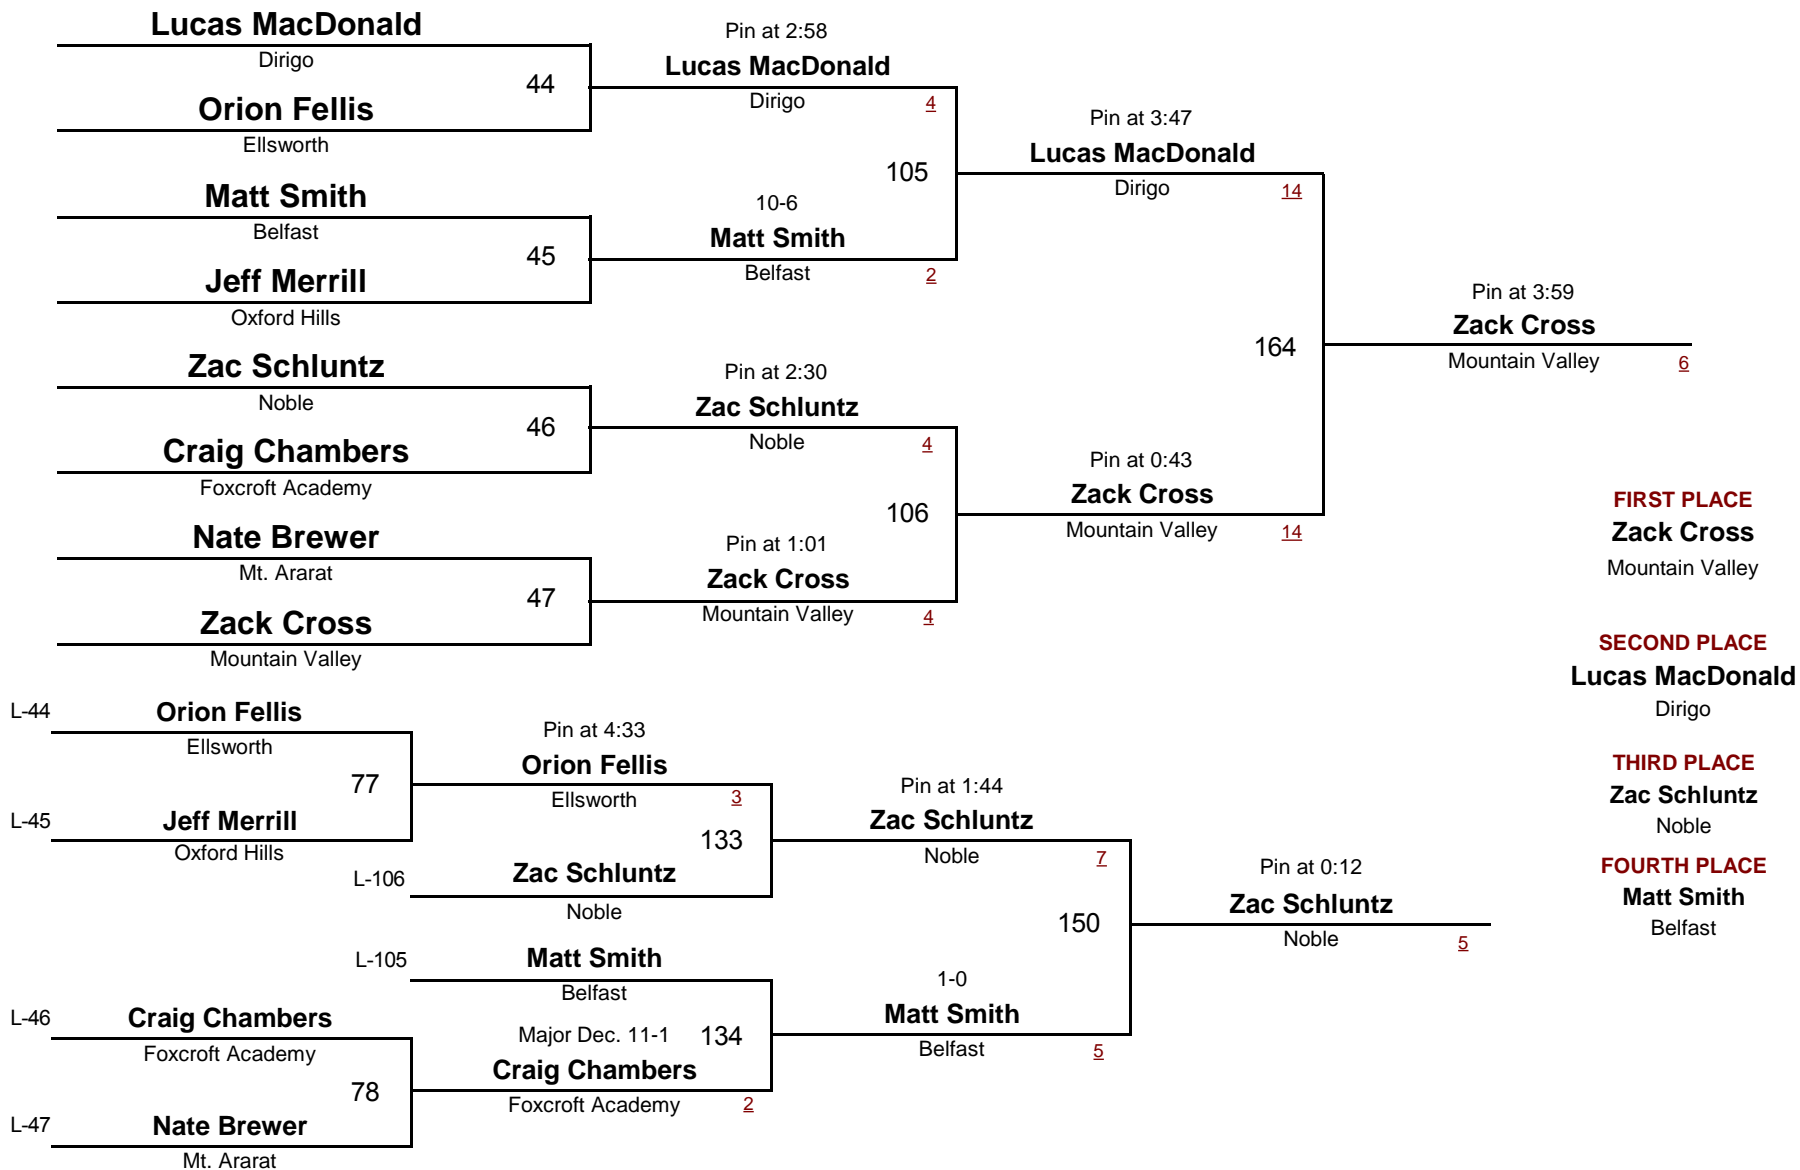 Lucas MacDonald
Dirigo
44
Orion Fellis
Ellsworth
Matt Smith
Belfast
45
Jeff Merrill
Oxford Hills
Zac Schluntz
Noble
46
Craig Chambers
Foxcroft Academy
Nate Brewer
Mt. Ararat
47
Zack Cross
Mountain Valley
Pin at 2:58
Lucas MacDonald
Dirigo
4
105
10-6
Matt Smith
Belfast
2
Pin at 2:30
Zac Schluntz
Noble
4
106
Pin at 1:01
Zack Cross
Mountain Valley
4
Pin at 3:47
Lucas MacDonald
Dirigo
14
164
Pin at 0:43
Zack Cross
Mountain Valley
14
Pin at 3:59
Zack Cross
Mountain Valley
6
FIRST PLACE
Zack Cross
Mountain Valley
SECOND PLACE
Lucas MacDonald
Dirigo
THIRD PLACE
Zac Schluntz
Noble
FOURTH PLACE
Matt Smith
Belfast
L-44
Orion Fellis
Ellsworth
77
L-45
Jeff Merrill
Oxford Hills
Pin at 4:33
Orion Fellis
Ellsworth
3
133
L-106
Zac Schluntz
Noble
L-105
Matt Smith
Belfast
Major Dec. 11-1
134
Craig Chambers
Foxcroft Academy
2
L-46
Craig Chambers
Foxcroft Academy
78
L-47
Nate Brewer
Mt. Ararat
Pin at 1:44
Zac Schluntz
Noble
7
150
1-0
Matt Smith
Belfast
5
Pin at 0:12
Zac Schluntz
Noble
5